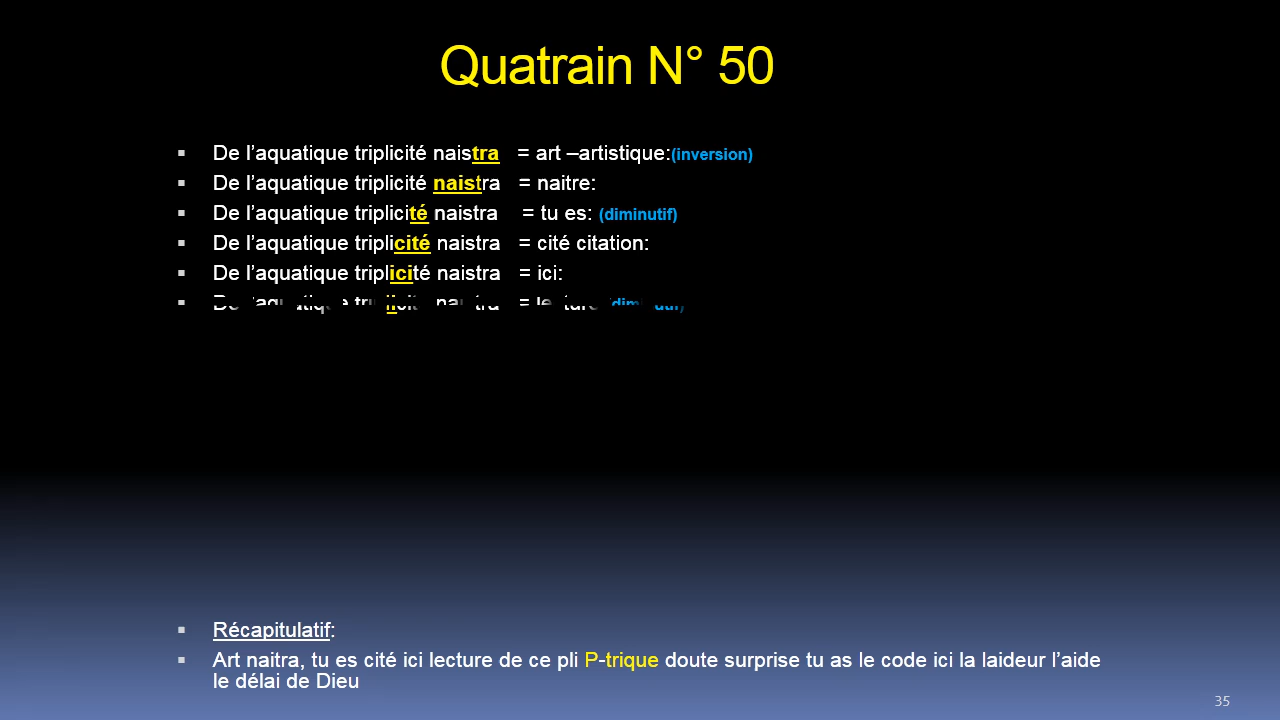 Quatrain N° 50
▪ De l’aquatique triplicité naistra = art –artistique:(inversion)
▪ De l’aquatique triplicité naistra = naitre:
▪ De l’aquatique triplicité naistra = tu es: (diminutif)
▪ De l’aquatique triplicité naistra = cité citation:
▪ De l’aquatique triplicité naistra = ici:
▪ Récapitulatif:
▪ Art naitra, tu es cité ici lecture de ce pli P-trique doute surprise tu as le code ici la laideur l’aide
le délai de Dieu
35